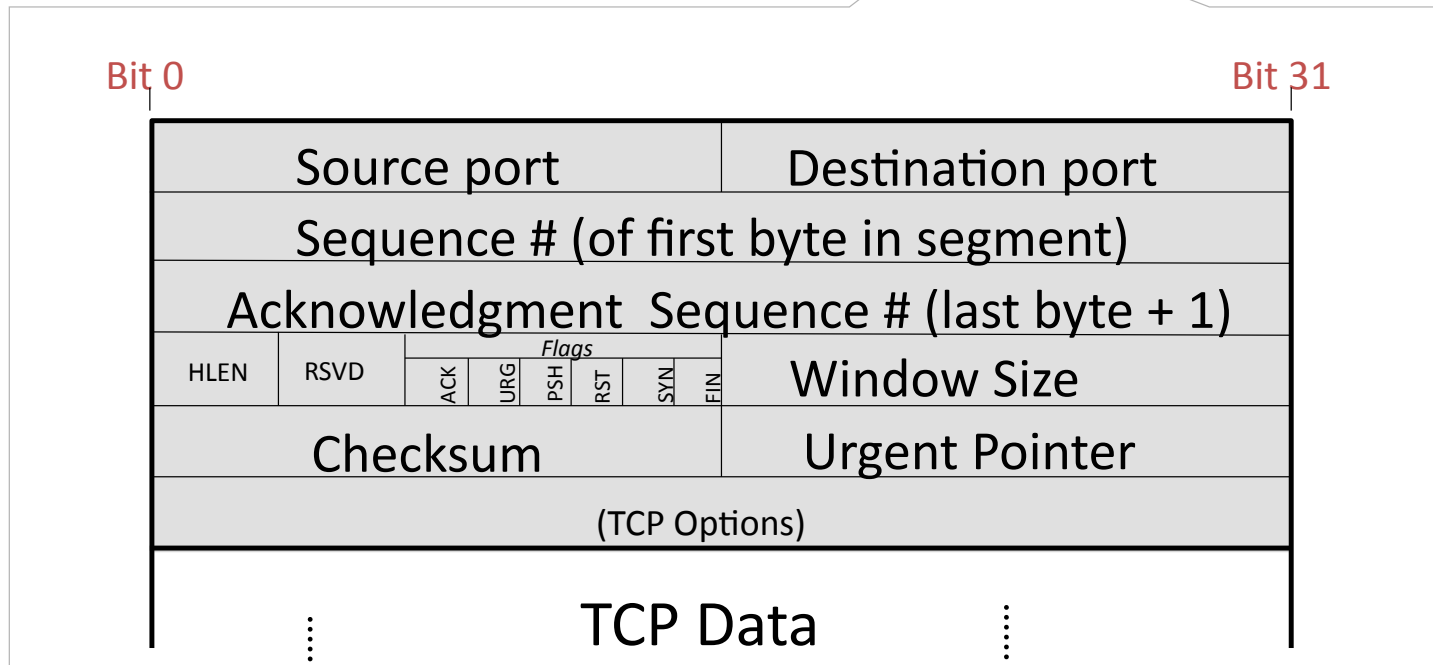 Bit 0 Bit 31
Source port Destination port
Sequence # (of first byte in segment)
Acknowledgment Sequence # (last byte + 1)
HLEN RSVD Flags ACK URG PSH RST SYN FIN Window Size
Checksum Urgent Pointer
(TCP Options)
TCP Data